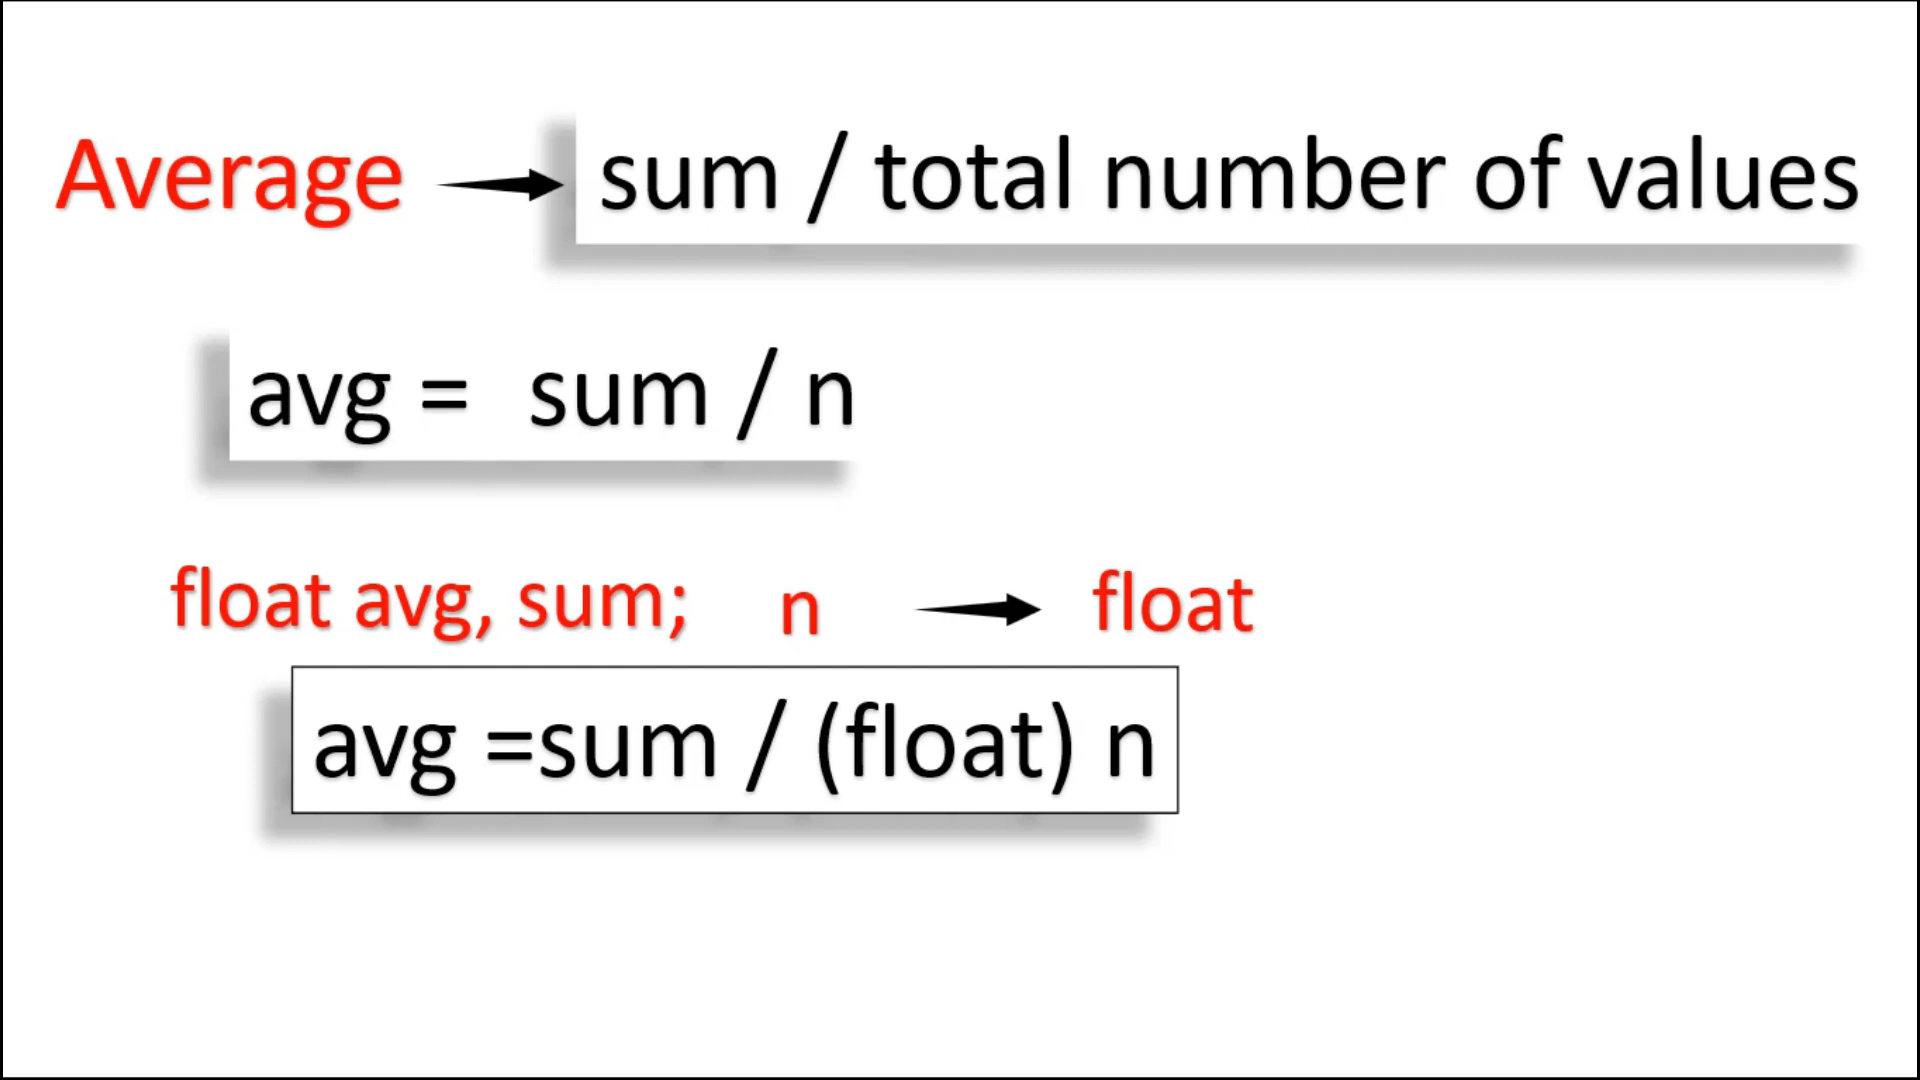 Average sum / total number of values
avg = sum / n
float avg, sum; n float
avg =sum / (float) n